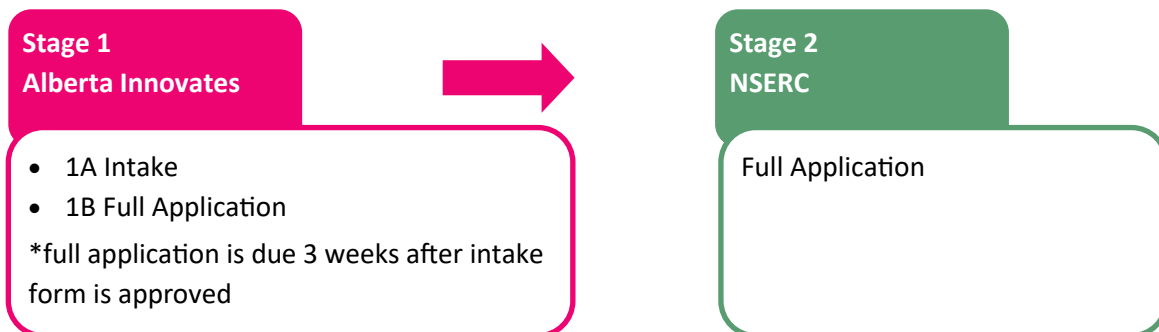 Stage 1
Alberta Innovates
• 1A Intake
• 1B Full Application
*full application is due 3 weeks after intake
form is approved
Stage 2
NSERC
Full Application